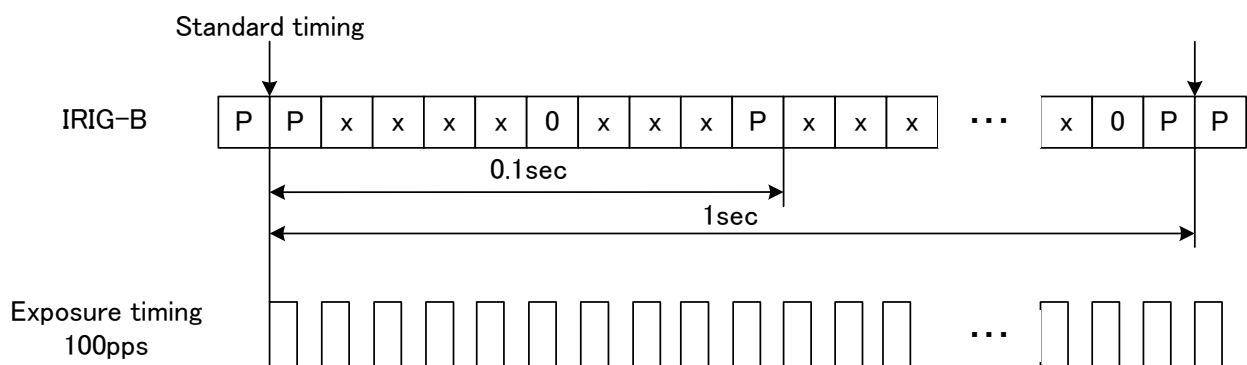 Standard timing
IRIG-B P P x x x x 0 x x x P x x x ··· x 0 P P
0.1sec
1sec
Exposure timing
100pps ···